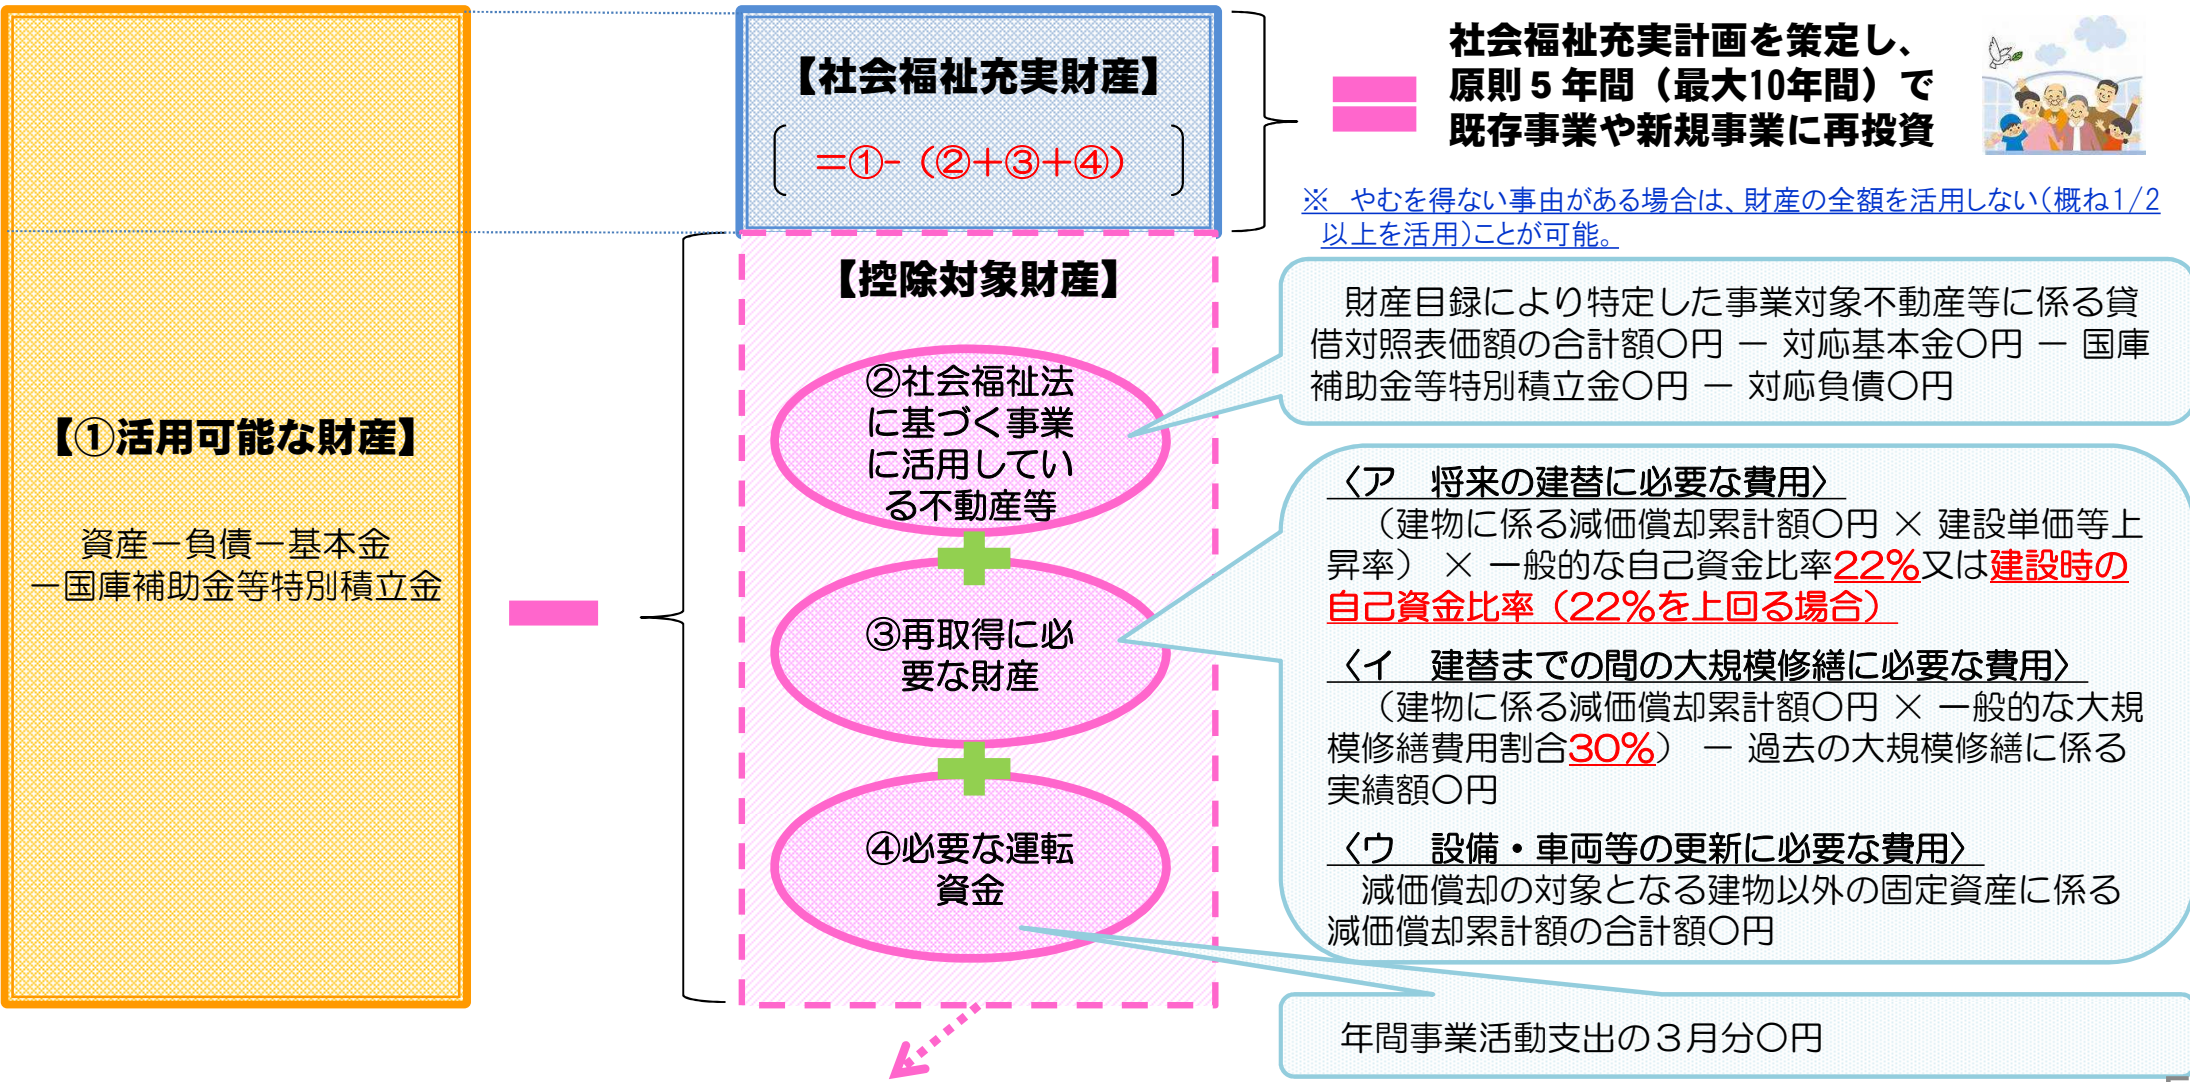 【①活用可能な財産】
資産－負債－基本金
－国庫補助金等特別積立金
【社会福祉充実財産】
＝①-（②＋③＋④）
社会福祉充実計画を策定し、
原則５年間（最大10年間）で
既存事業や新規事業に再投資
※　やむを得ない事由がある場合は、財産の全額を活用しない（概ね1/2
以上を活用）ことが可能。
【控除対象財産】
②社会福祉法
に基づく事業
に活用してい
る不動産等
③再取得に必
要な財産
④必要な運転
資金
財産目録により特定した事業対象不動産等に係る貸
借対照表価額の合計額〇円 － 対応基本金〇円 － 国庫
補助金等特別積立金〇円 － 対応負債〇円
〈ア　将来の建替に必要な費用〉
（建物に係る減価償却累計額〇円 × 建設単価等上
昇率） × 一般的な自己資金比率22％又は建設時の
自己資金比率（22％を上回る場合）
〈イ　建替までの間の大規模修繕に必要な費用〉
（建物に係る減価償却累計額〇円 × 一般的な大規
模修繕費用割合30％） － 過去の大規模修繕に係る
実績額〇円
〈ウ　設備・車両等の更新に必要な費用〉
減価償却の対象となる建物以外の固定資産に係る
減価償却累計額の合計額〇円
年間事業活動支出の３月分〇円